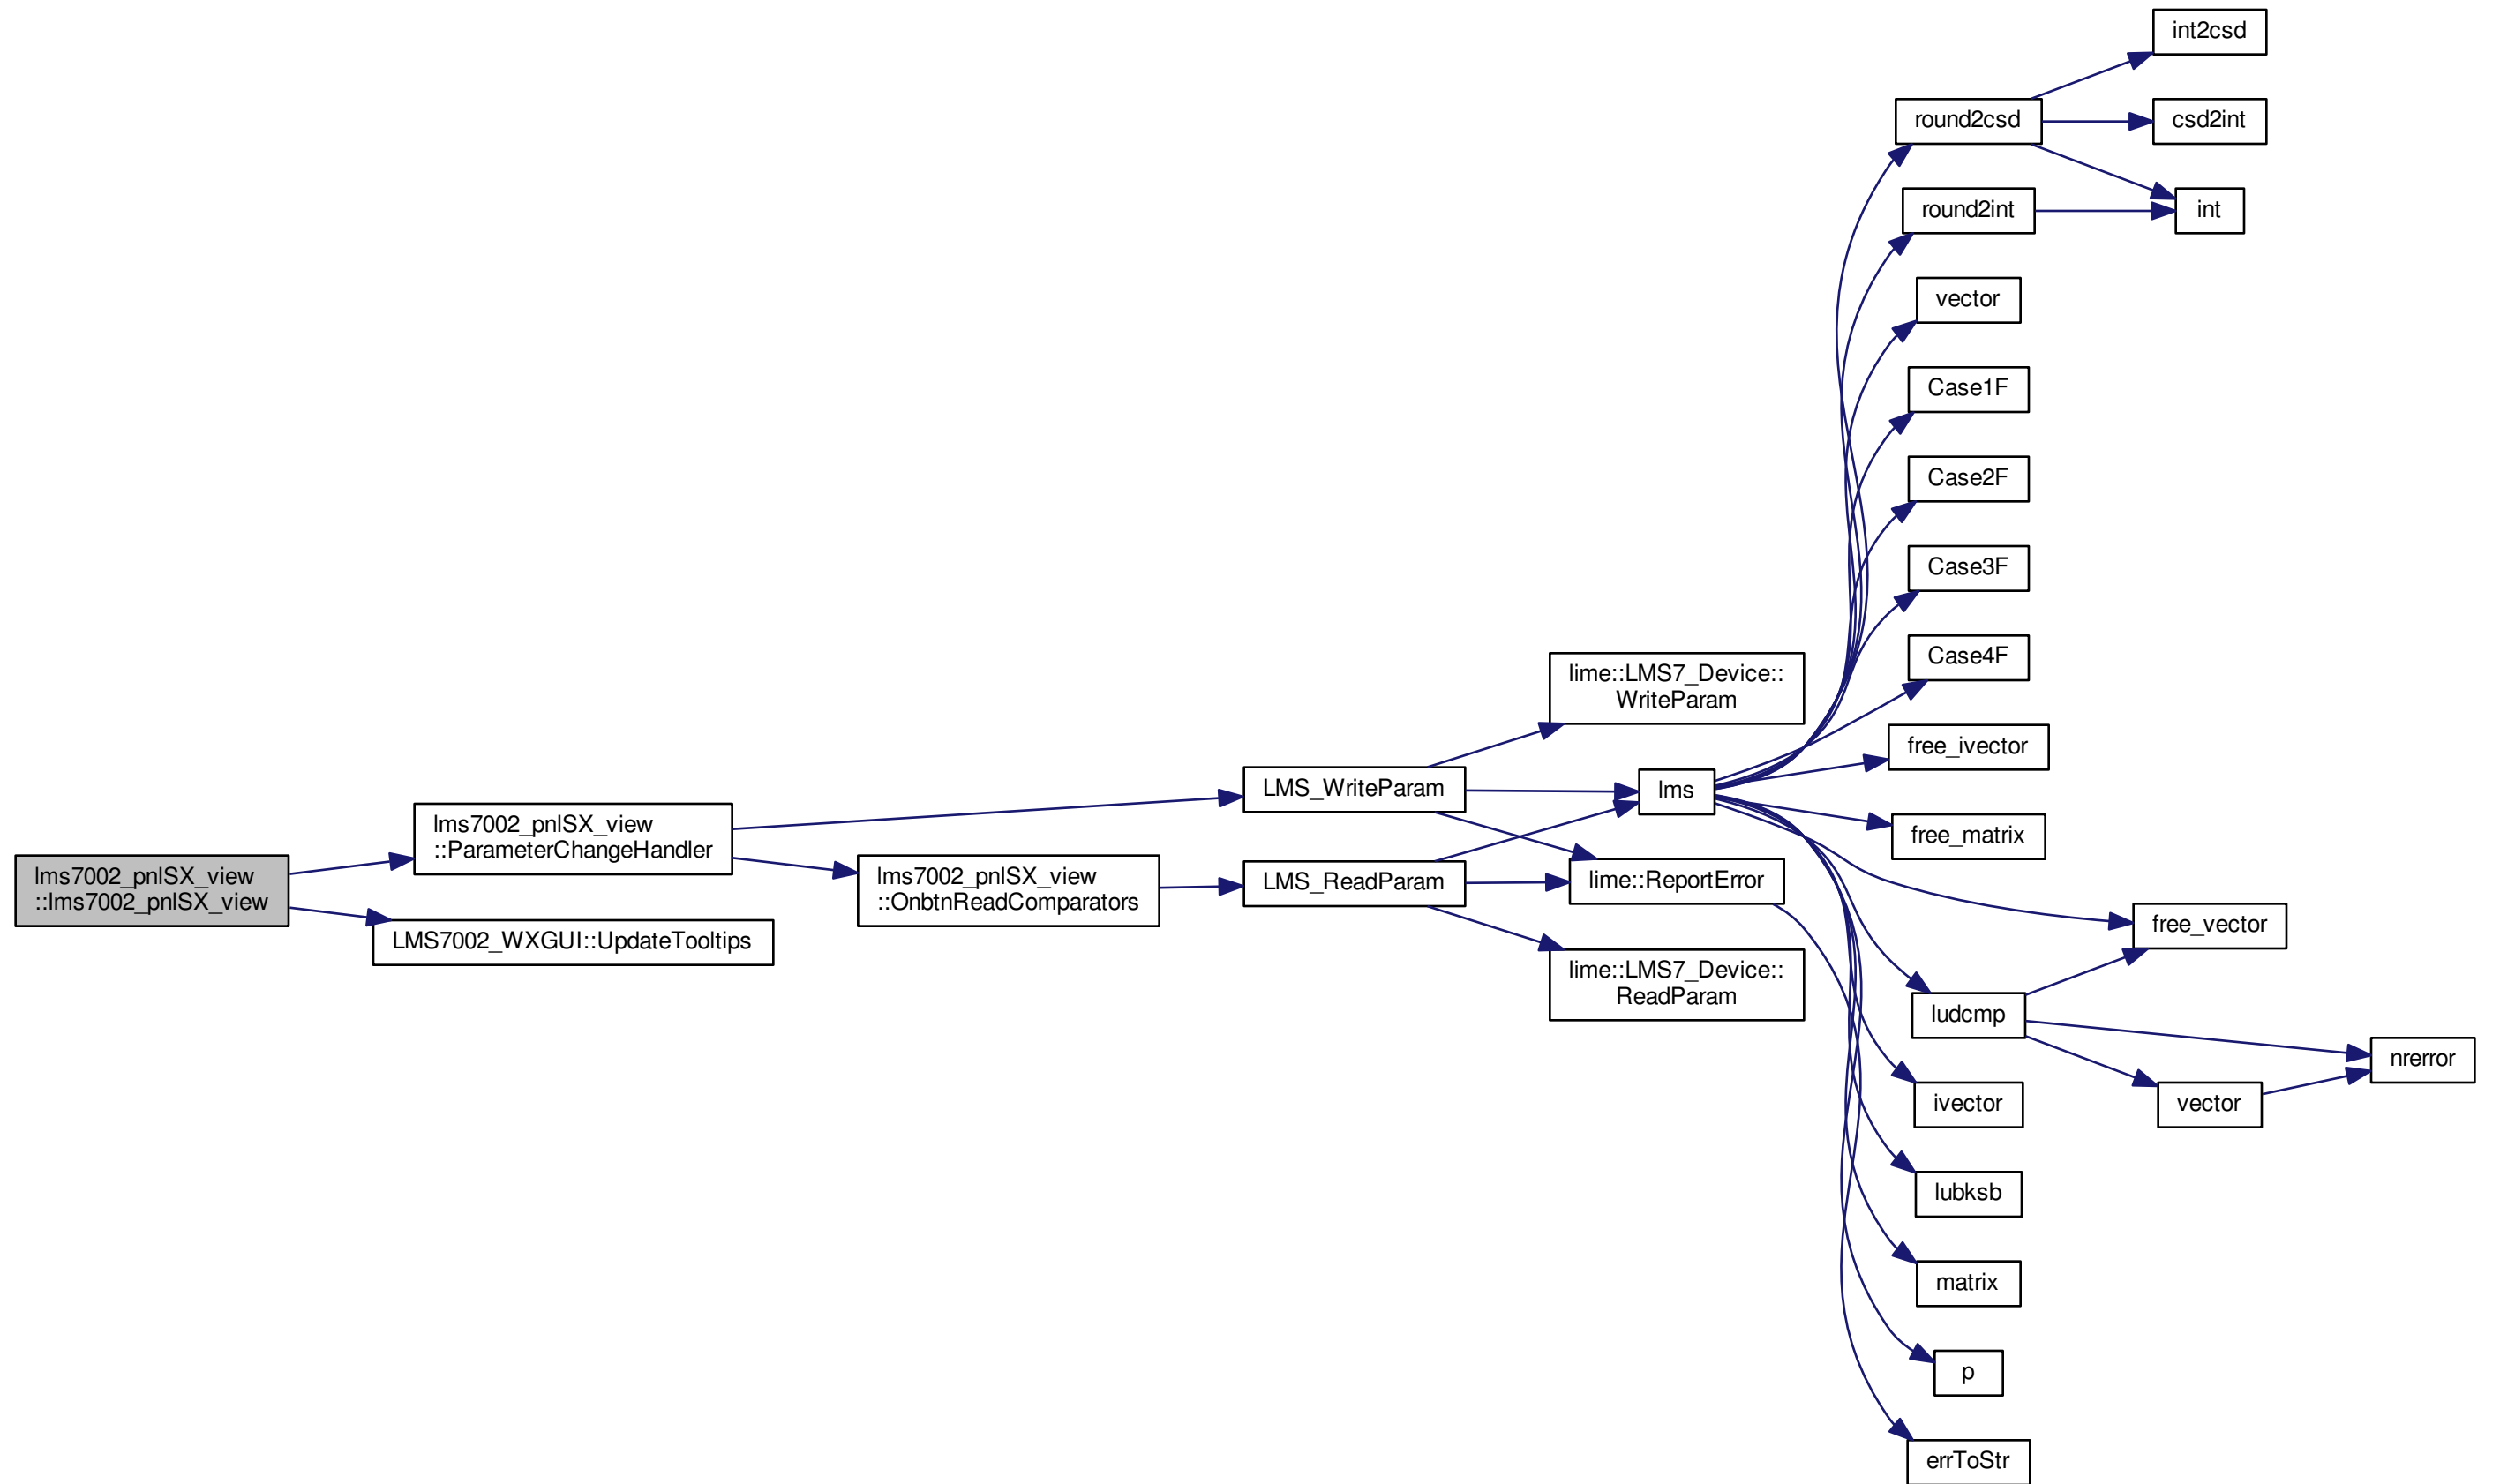 int2csd
round2csd
csd2int
round2int
int
vector
Case1F
Case2F
Case3F
Case4F
lime::LMS7_Device::
WriteParam
free_ivector
LMS_WriteParam
lms
lms7002_pnlSX_view
::ParameterChangeHandler
free_matrix
lms7002_pnlSX_view
::lms7002_pnlSX_view
lms7002_pnlSX_view
::OnbtnReadComparators
LMS_ReadParam
lime::ReportError
free_vector
LMS7002_WXGUI::UpdateTooltips
lime::LMS7_Device::
ReadParam
ludcmp
nrerror
ivector
vector
lubksb
matrix
p
errToStr